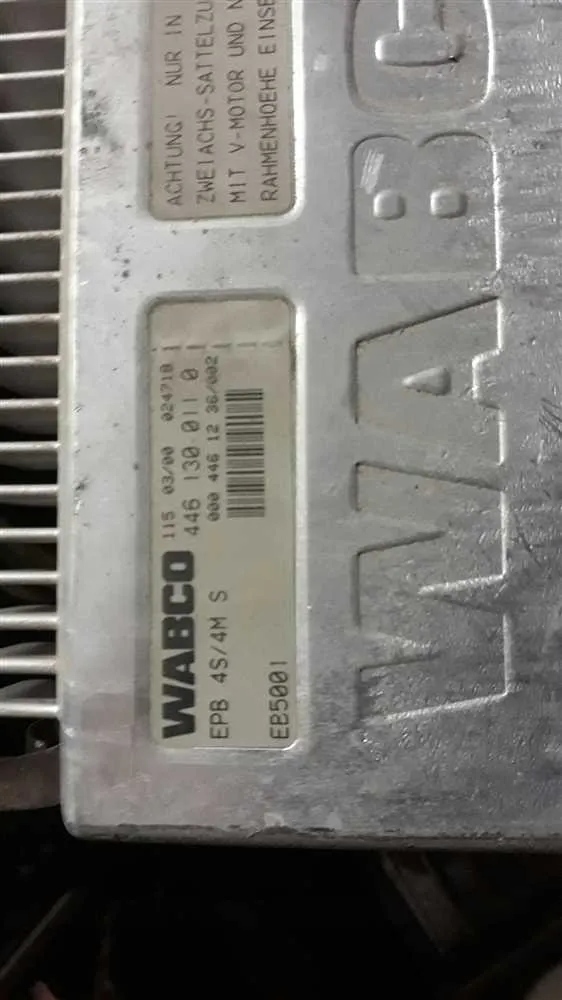 ACHTUNG! NUR IN
ZWEIACHS-SATTELZU
MIT V-MOTOR UND
RAHMENHOEHE EINSE
WABCO
115 03/00 024718
446 130 011 0
000 446 12 36/002
EPB 4S/4M S
EB5001
WABC